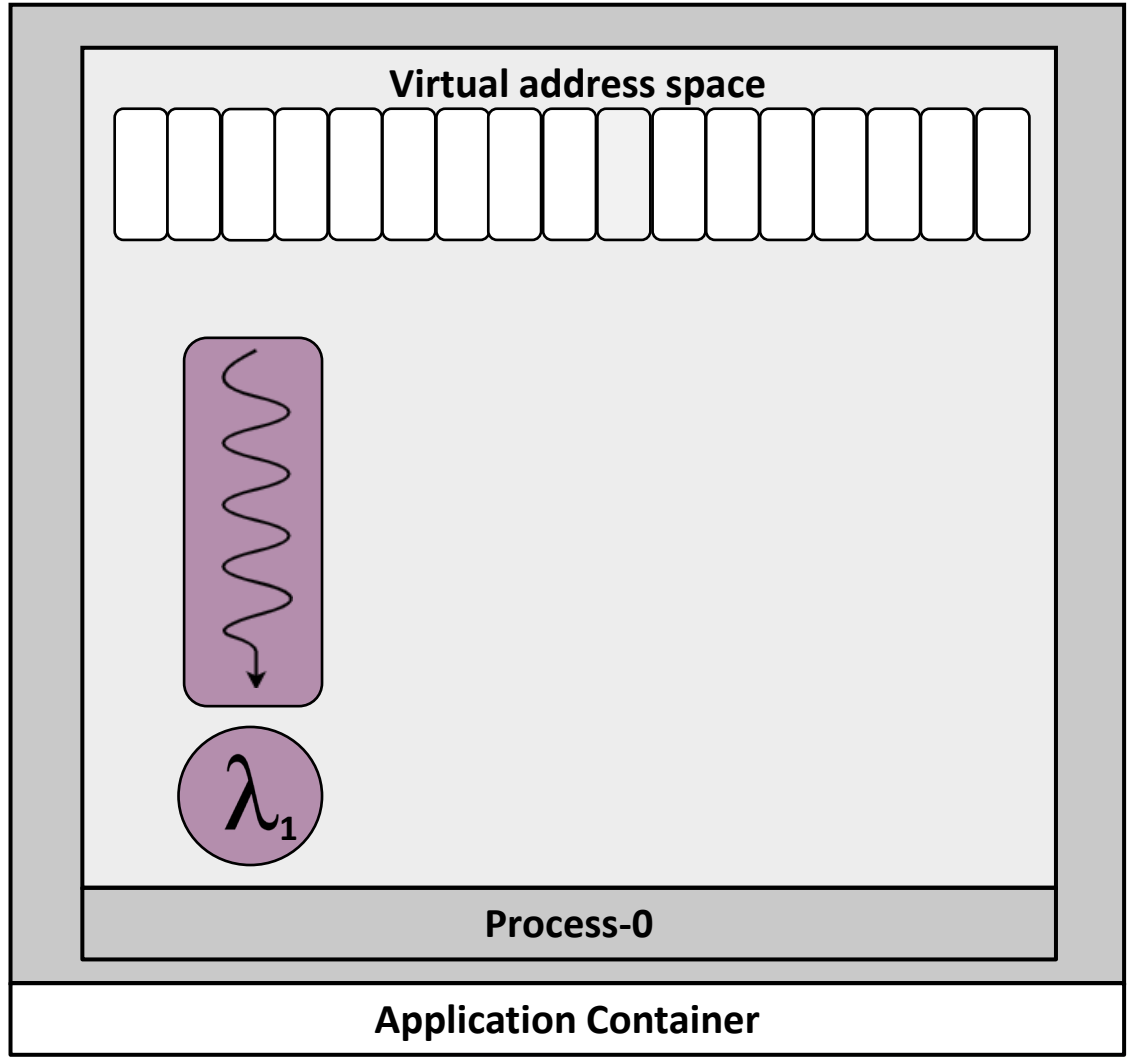 Virtual address space
λ1
Process-0
Application Container